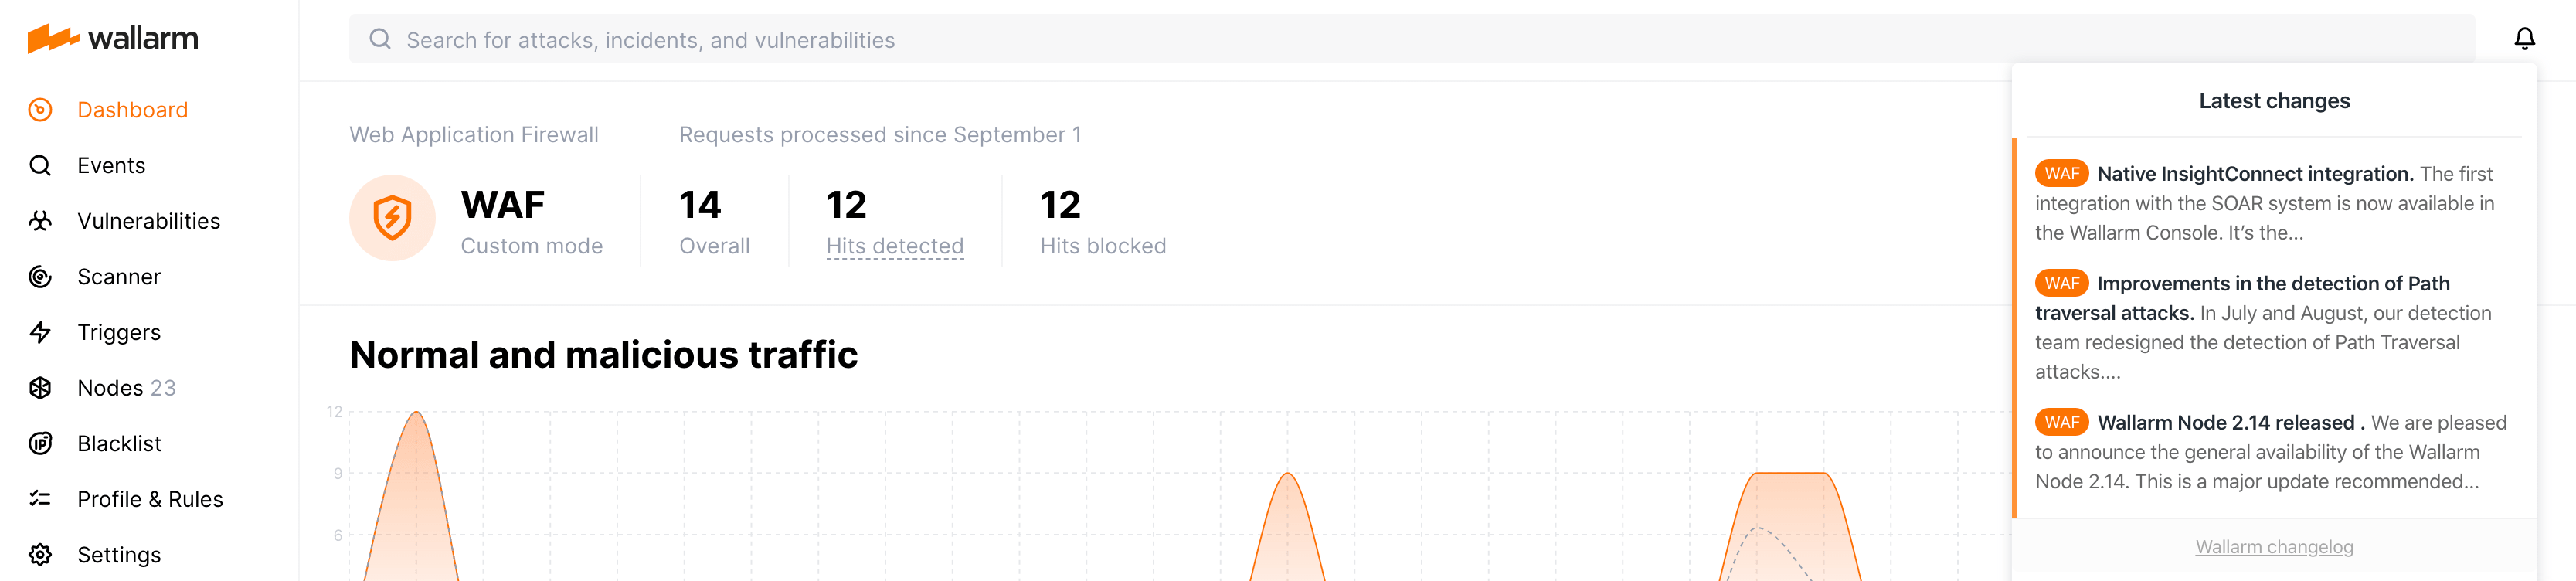 wallarm
Dashboard
Events
Vulnerabilities
Scanner
Triggers
Nodes 23
Blacklist
Profile & Rules
Settings
Search for attacks, incidents, and vulnerabilities
Web Application Firewall
WAF
Custom mode
Requests processed since September 1
14
Overall
12
Hits detected
12
Hits blocked
Normal and malicious traffic
12
9
6
Latest changes
WAF Native InsightConnect integration. The first
integration with the SOAR system is now available in
the Wallarm Console. It’s the...
WAF Improvements in the detection of Path
traversal attacks. In July and August, our detection
team redesigned the detection of Path Traversal
attacks....
WAF Wallarm Node 2.14 released . We are pleased
to announce the general availability of the Wallarm
Node 2.14. This is a major update recommended...
Wallarm changelog